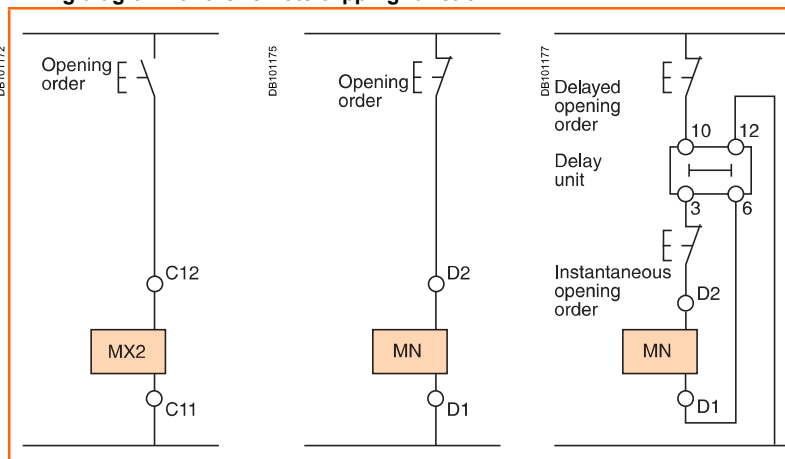 DB101172
Opening
order
C12
MX2
C11
DB101175
Opening
order
D2
MN
D1
DB101177
Delayed
opening
order
10 12
Delay
unit
3 6
Instantaneous
opening
order
D2
MN
D1